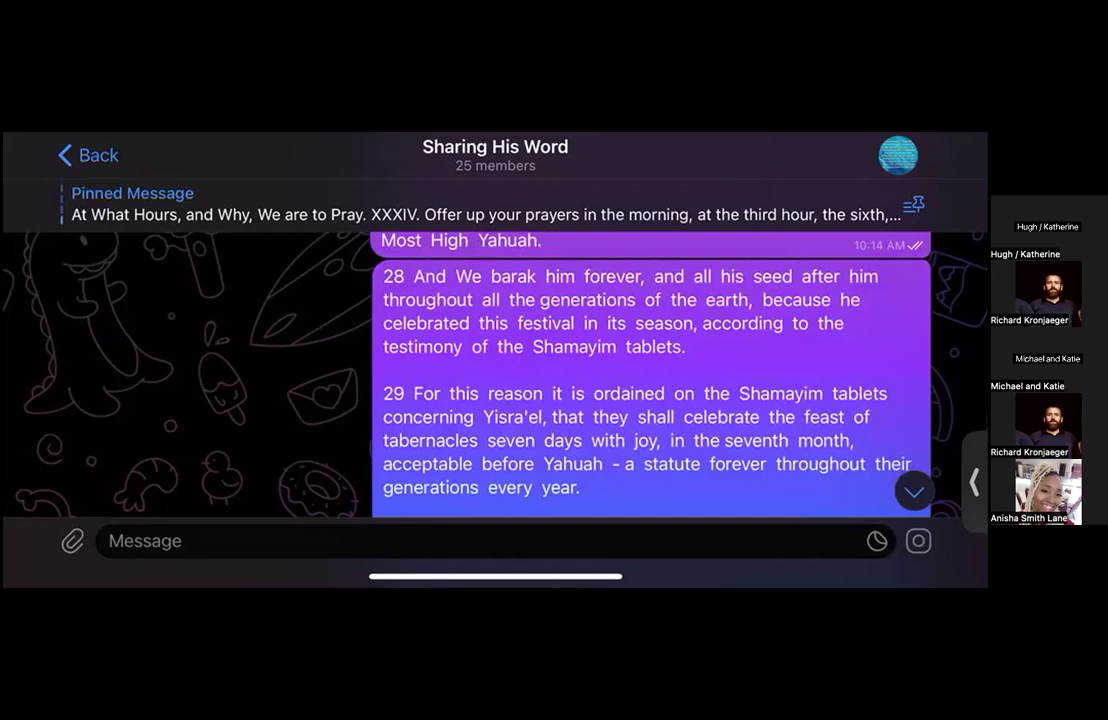 Back
Sharing His Word
25 members
Pinned Message
At What Hours, and Why, We are to Pray. XXXIV. Offer up your prayers in the morning, at the third hour, the sixth,...
Most High Yahuah.
10:14 AM
28 And We barak him forever, and all his seed after him
throughout all the generations of the earth, because he
celebrated this festival in its season, according to the
testimony of the Shamayim tablets.
29 For this reason it is ordained on the Shamayim tablets
concerning Yisra'el, that they shall celebrate the feast of
tabernacles seven days with joy, in the seventh month,
acceptable before Yahuah - a statute forever throughout their
generations every year.
Message
Hugh / Katherine
Hugh / Katherine
Richard Kronjaeger
Michael and Katie
Michael and Katie
Richard Kronjaeger
Anisha Smith Lane